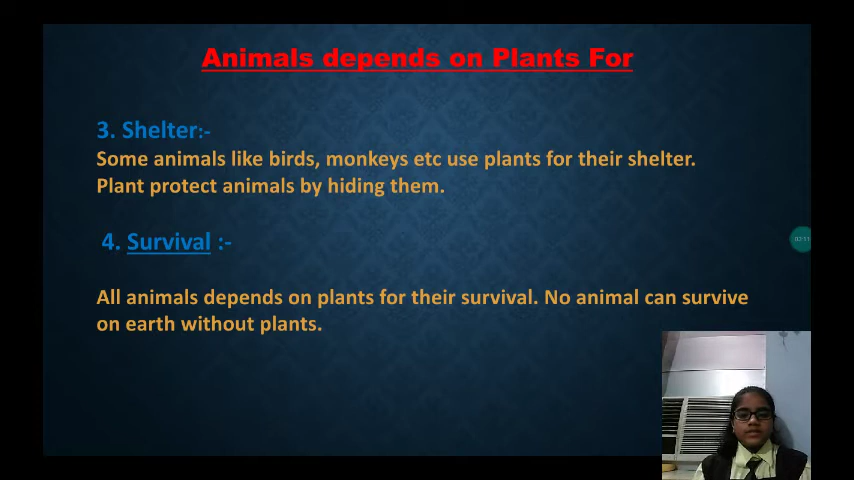 Animals depends on Plants For
3. Shelter:-
Some animals like birds, monkeys etc use plants for their shelter.
Plant protect animals by hiding them.
4. Survival :-
All animals depends on plants for their survival. No animal can survive
on earth without plants.